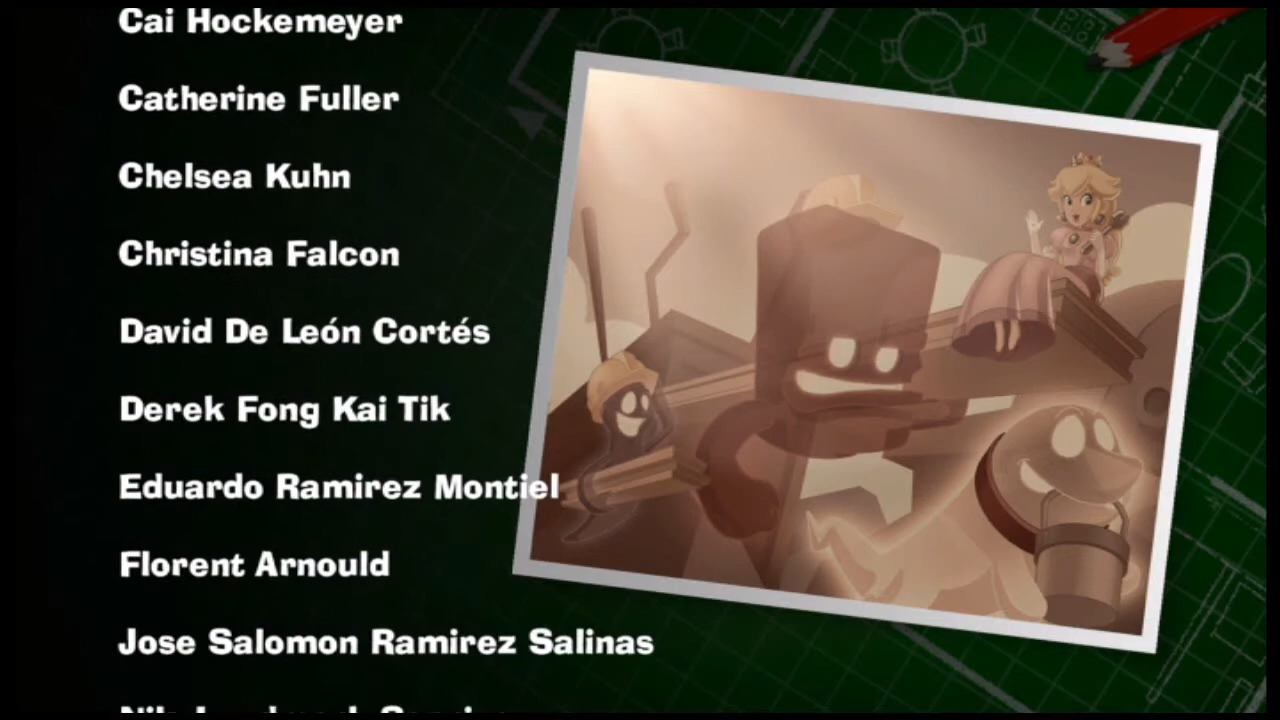 Cai Hockemeyer
Catherine Fuller
Chelsea Kuhn
Christina Falcon
David De León Cortés
Derek Fong Kai Tik
Eduardo Ramirez Montiel
Florent Arnould
Jose Salomon Ramirez Salinas